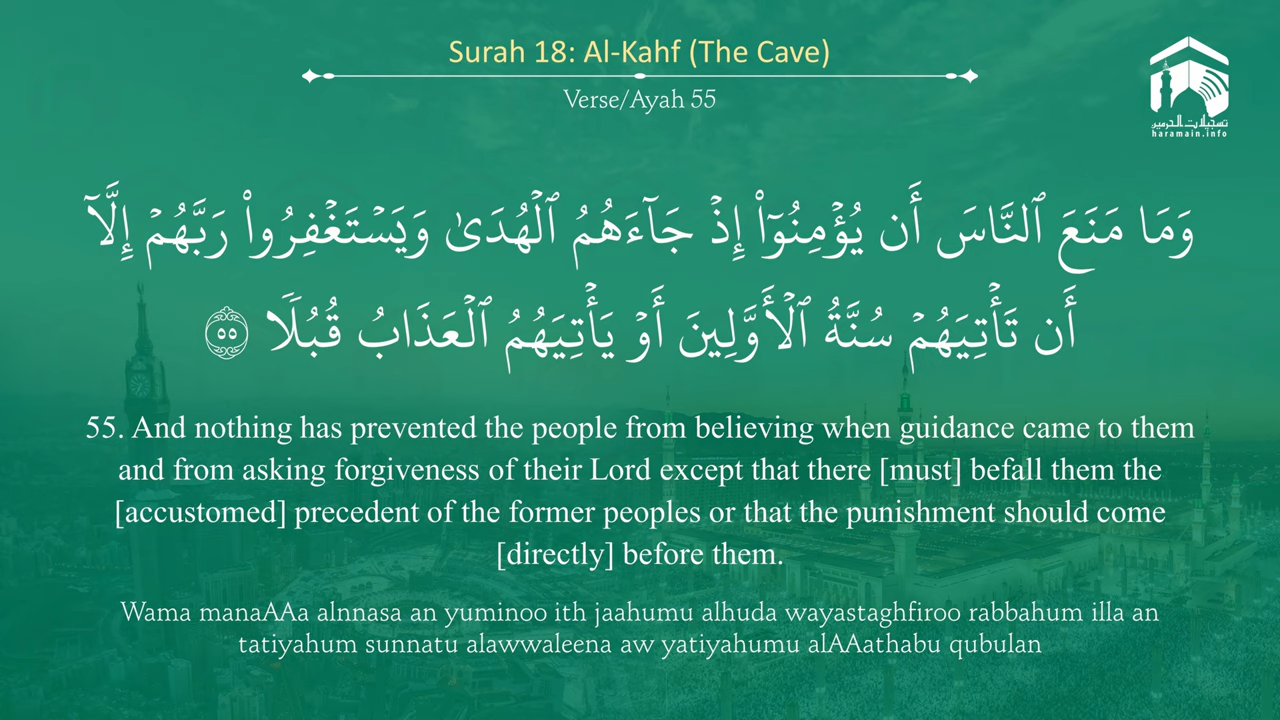 Surah 18: Al-Kahf (The Cave)
Verse/Ayah 55
تسجيلات الحرمين
haramain.info
وَمَا مَنَعَ ٱلنَّاسَ أَن يُؤۡمِنُوٓاْ إِذۡ جَآءَهُمُ ٱلۡهُدَىٰ وَيَسۡتَغۡفِرُواْ رَبَّهُمۡ إِلَّآ
أَن تَأۡتِيَهُمۡ سُنَّةُ ٱلۡأَوَّلِينَ أَوۡ يَأۡتِيَهُمُ ٱلۡعَذَابُ قُبُلٗا ٥٥
55. And nothing has prevented the people from believing when guidance came to them
and from asking forgiveness of their Lord except that there [must] befall them the
[accustomed] precedent of the former peoples or that the punishment should come
[directly] before them.
Wama manaAAa alnnasa an yuminoo ith jaahumu alhuda wayastaghfiroo rabbahum illa an
tatiyahum sunnatu alawwaleena aw yatiyahumu alAAathabu qubulan